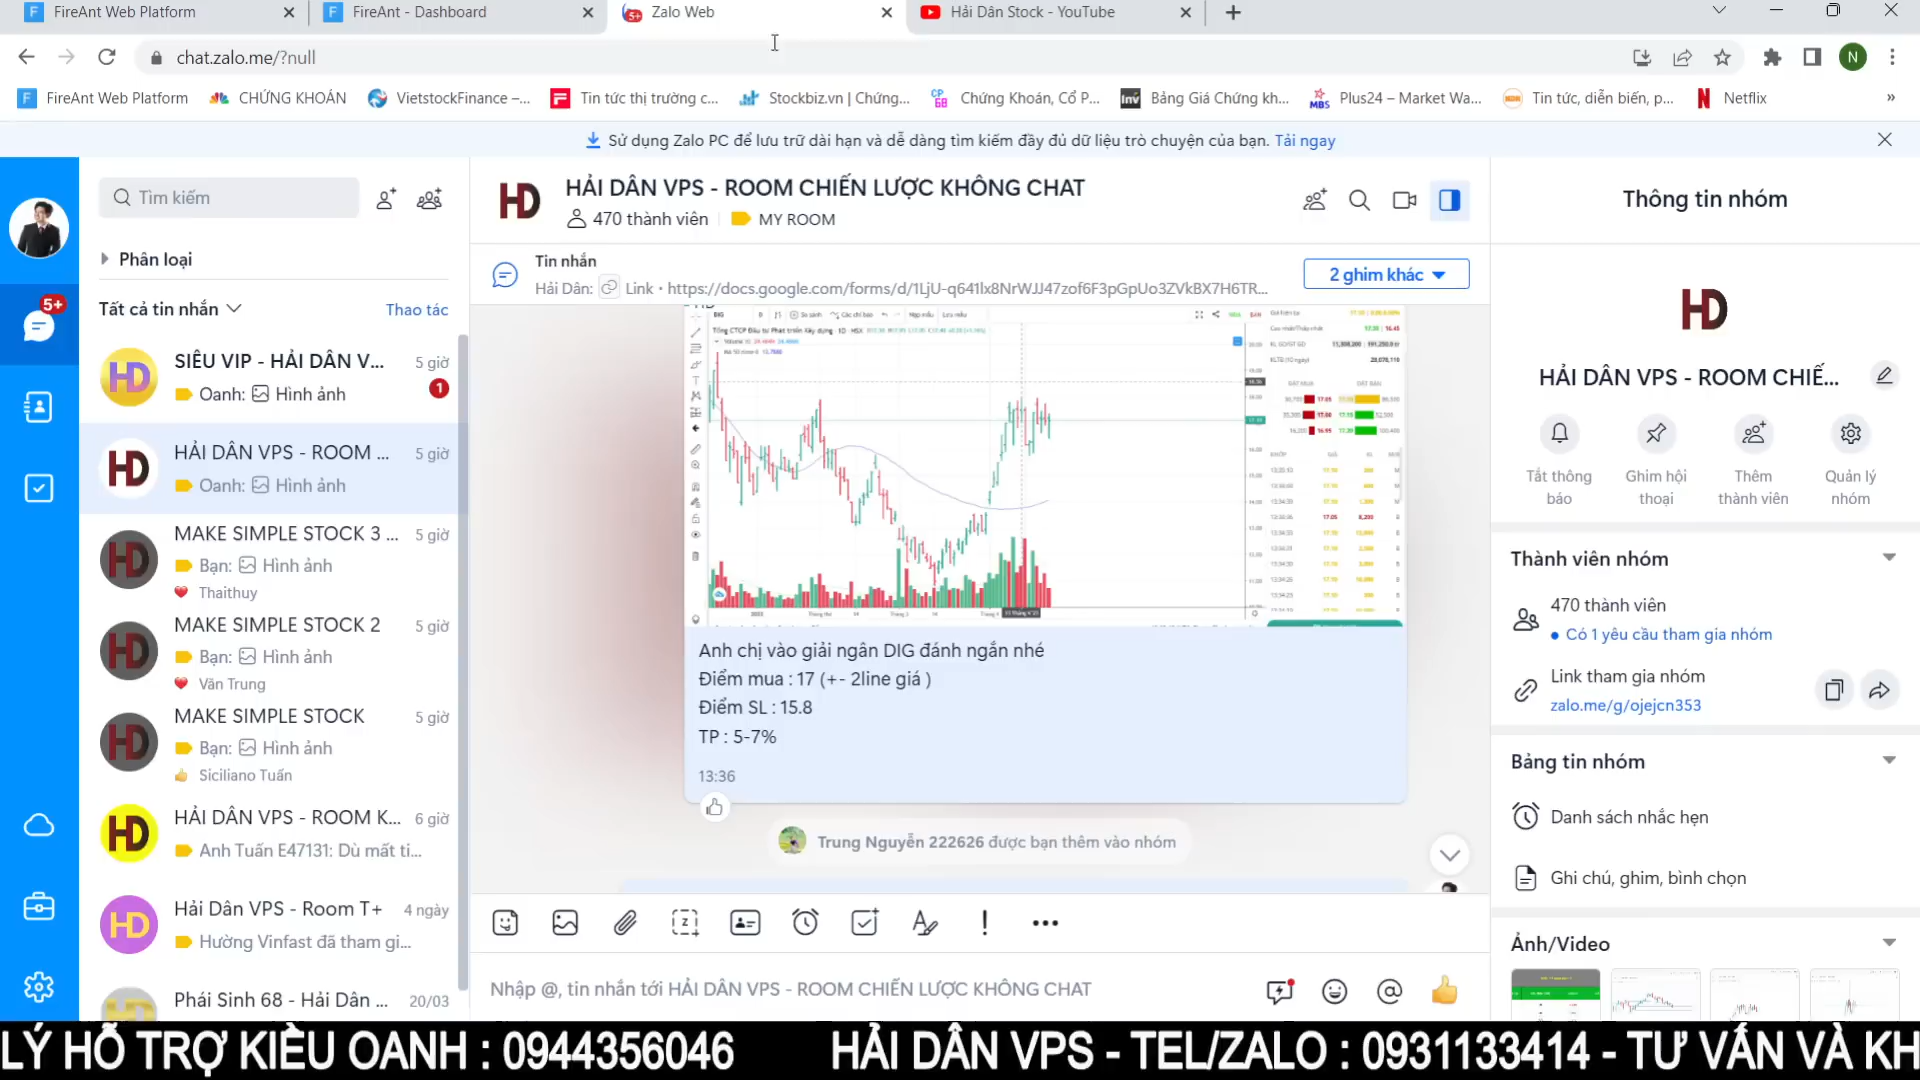 FireAnt Web Platform
FireAnt - Dashboard
5+
Zalo Web
Hải Dân Stock - YouTube
chat.zalo.me/?null
N
FireAnt Web Platform
CHỨNG KHOÁN
VietstockFinance –...
Tin tức thị trường c...
Stockbiz.vn | Chứng...
Chứng Khoán, Cổ P...
Bảng Giá Chứng kh...
Plus24 – Market Wa...
Tin tức, diễn biến, p...
Netflix
»
Sử dụng Zalo PC để lưu trữ dài hạn và dễ dàng tìm kiếm đầy đủ dữ liệu trò chuyện của bạn. Tải ngay
5+
Tìm kiếm
Phân loại
Tất cả tin nhắn
Thao tác
SIÊU VIP - HẢI DÂN V...
5 giờ
Oanh: Hình ảnh
1
HẢI DÂN VPS - ROOM ...
5 giờ
Oanh: Hình ảnh
MAKE SIMPLE STOCK 3 ...
5 giờ
Bạn: Hình ảnh
Thaithuy
MAKE SIMPLE STOCK 2
5 giờ
Bạn: Hình ảnh
Văn Trung
MAKE SIMPLE STOCK
5 giờ
Bạn: Hình ảnh
Siciliano Tuấn
HẢI DÂN VPS - ROOM K...
6 giờ
Anh Tuấn E47131: Dù mất ti...
Hải Dân VPS - Room T+
4 ngày
Hường Vinfast đã tham gi...
Phái Sinh 68 - Hải Dân ...
20/03
HD
HẢI DÂN VPS - ROOM CHIẾN LƯỢC KHÔNG CHAT
470 thành viên
MY ROOM
Tin nhắn
Hải Dân: Link • https://docs.google.com/forms/d/1LjU-q641lx8NrWJJ47zof6F3pGpUo3ZVkBX7H6TR...
2 ghim khác
Anh chị vào giải ngân DIG đánh ngắn nhé
Điểm mua : 17 (+- 2line giá )
Điểm SL : 15.8
TP : 5-7%
13:36
Trung Nguyễn 222626 được bạn thêm vào nhóm
Nhập @, tin nhắn tới HẢI DÂN VPS - ROOM CHIẾN LƯỢC KHÔNG CHAT
Thông tin nhóm
HD
HẢI DÂN VPS - ROOM CHIẾ...
Tắt thông báo
Ghim hội thoại
Thêm thành viên
Quản lý nhóm
Thành viên nhóm
470 thành viên
Có 1 yêu cầu tham gia nhóm
Link tham gia nhóm
zalo.me/g/ojejcn353
Bảng tin nhóm
Danh sách nhắc hẹn
Ghi chú, ghim, bình chọn
Ảnh/Video
LÝ HỖ TRỢ KIỀU OANH : 0944356046 HẢI DÂN VPS - TEL/ZALO : 0931133414 - TƯ VẤN VÀ KH